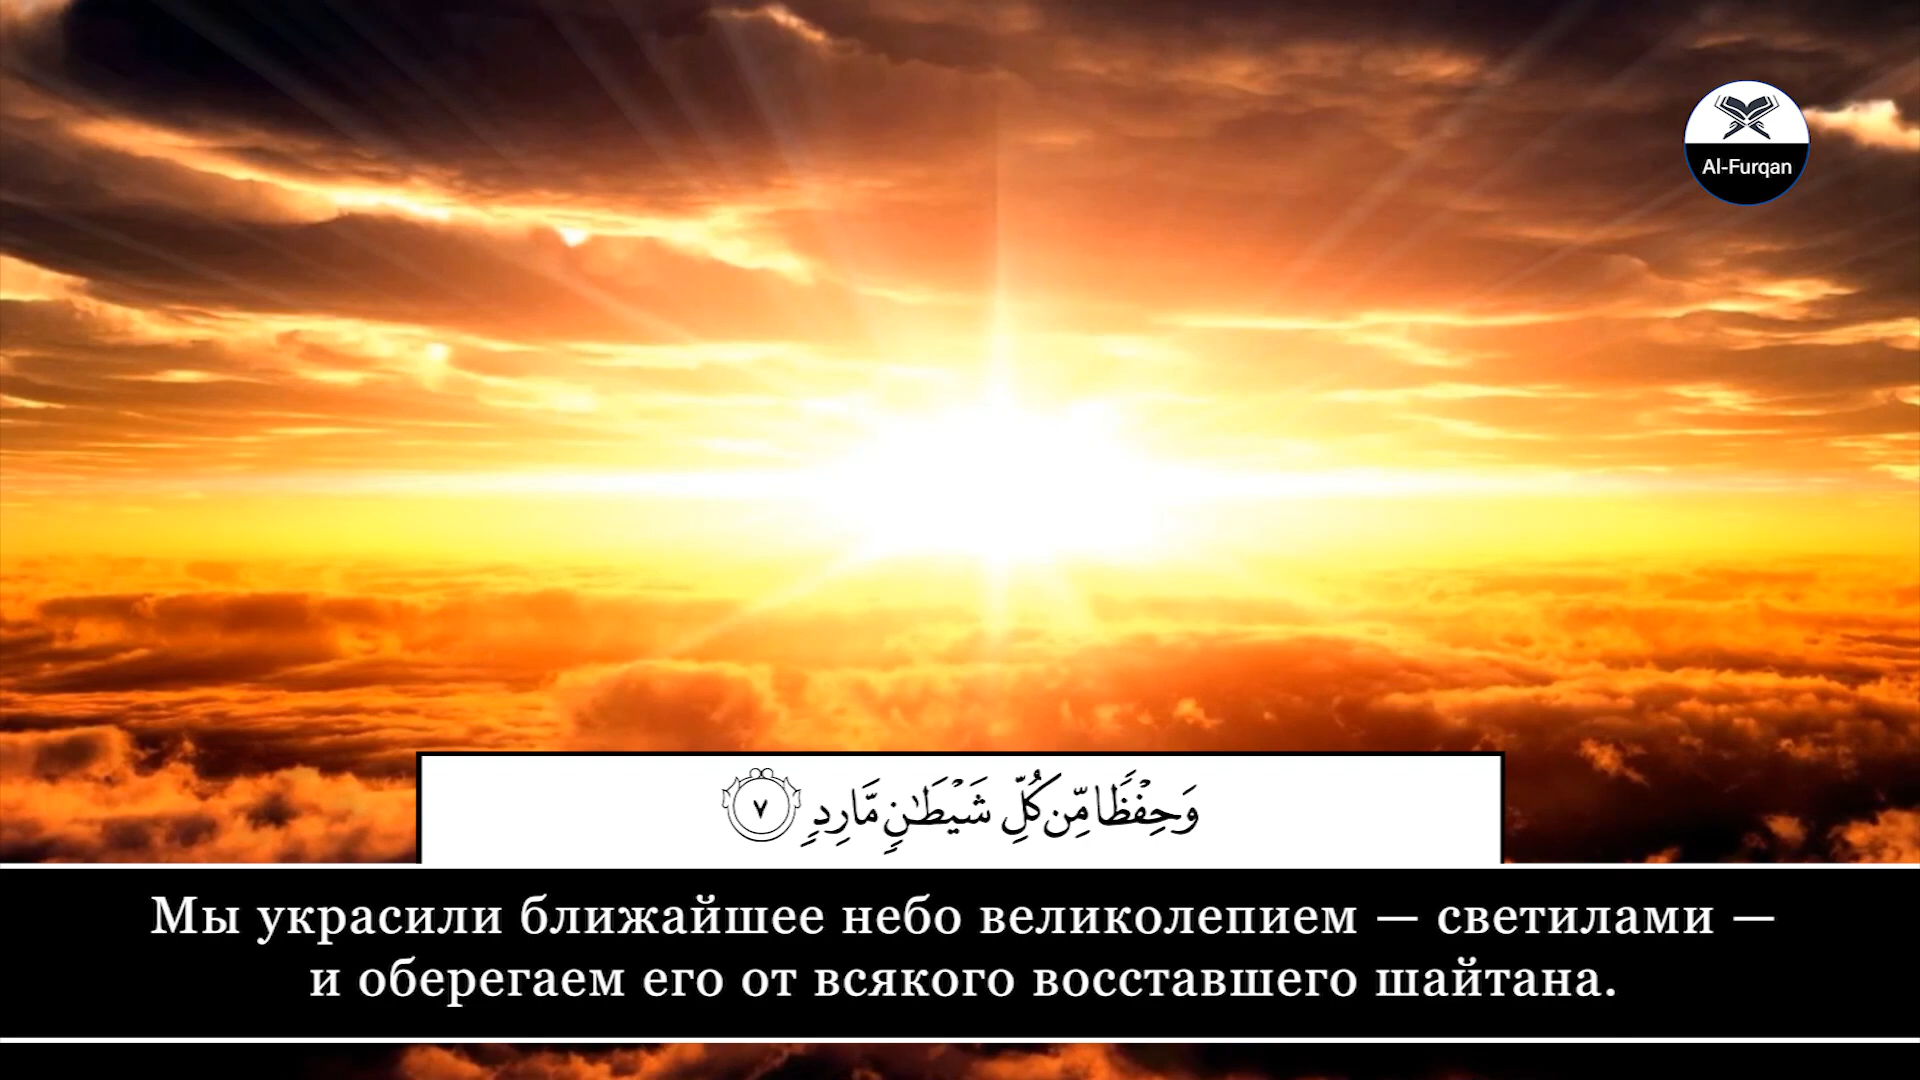 Al-Furqan
وَحِفْظًا مِّن كُلِّ شَيْطَٰنٍ مَّارِدٍ ٧
Мы украсили ближайшее небо великолепием — светилами —
и оберегаем его от всякого восставшего шайтана.